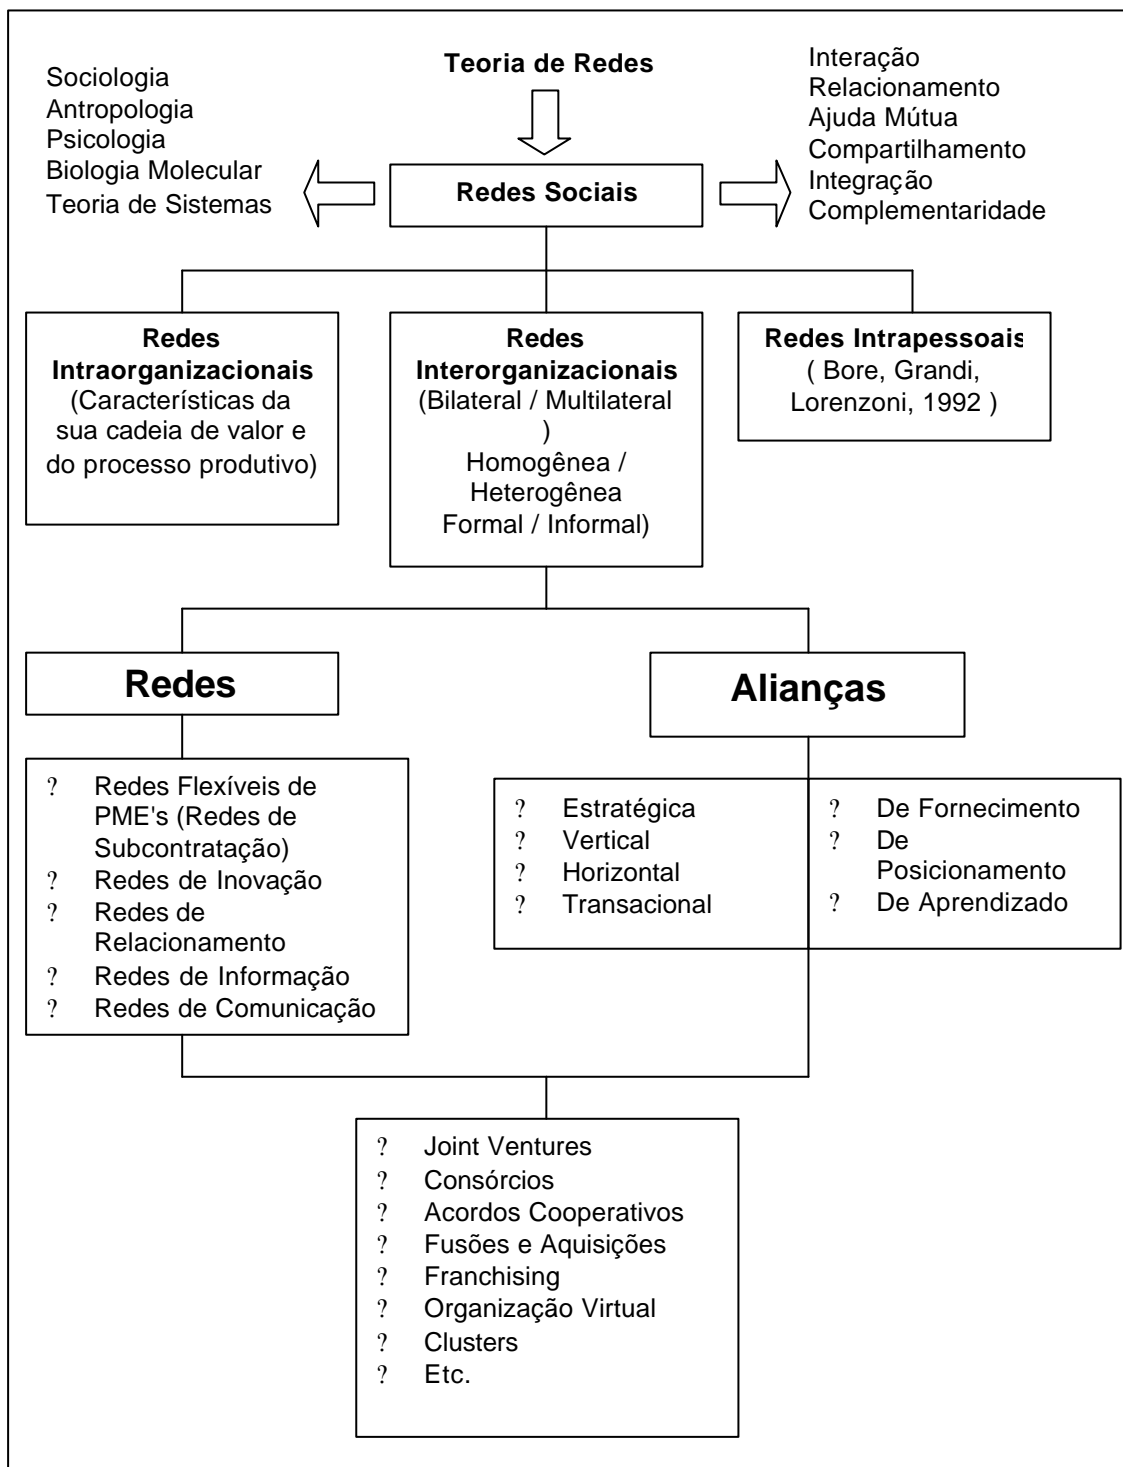 Teoria de Redes
Sociologia
Antropologia
Psicologia
Biologia Molecular
Teoria de Sistemas
Redes Sociais
Interação
Relacionamento
Ajuda Mútua
Compartilhamento
Integração
Complementaridade
Redes
Intraorganizacionais
(Características da
sua cadeia de valor e
do processo produtivo)
Redes
Interorganizacionais
(Bilateral / Multilateral
)
Homogênea /
Heterogênea
Formal / Informal)
Redes Intrapessoais
( Bore, Grandi,
Lorenzoni, 1992 )
Redes
Alianças
? Redes Flexíveis de
PME's (Redes de
Subcontratação)
? Redes de Inovação
? Redes de
Relacionamento
? Redes de Informação
? Redes de Comunicação
? Estratégica
? Vertical
? Horizontal
? Transacional
? De Fornecimento
? De
Posicionamento
? De Aprendizado
? Joint Ventures
? Consórcios
? Acordos Cooperativos
? Fusões e Aquisições
? Franchising
? Organização Virtual
? Clusters
? Etc.